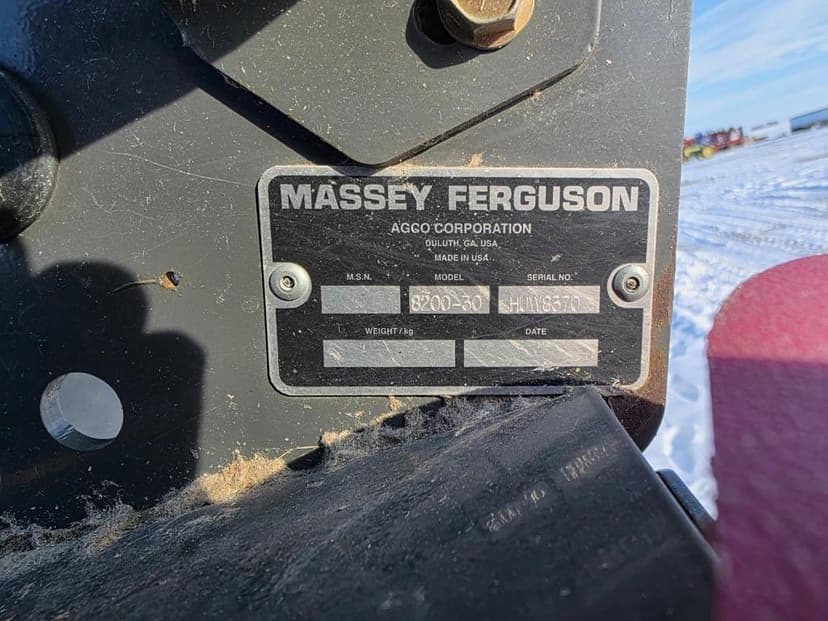 MASSEY FERGUSON
AGCO CORPORATION
DULUTH, GA. USA
MADE IN USA
M.S.N. MODEL SERIAL NO.
8200-30 HUW8370
WEIGHT/kg DATE